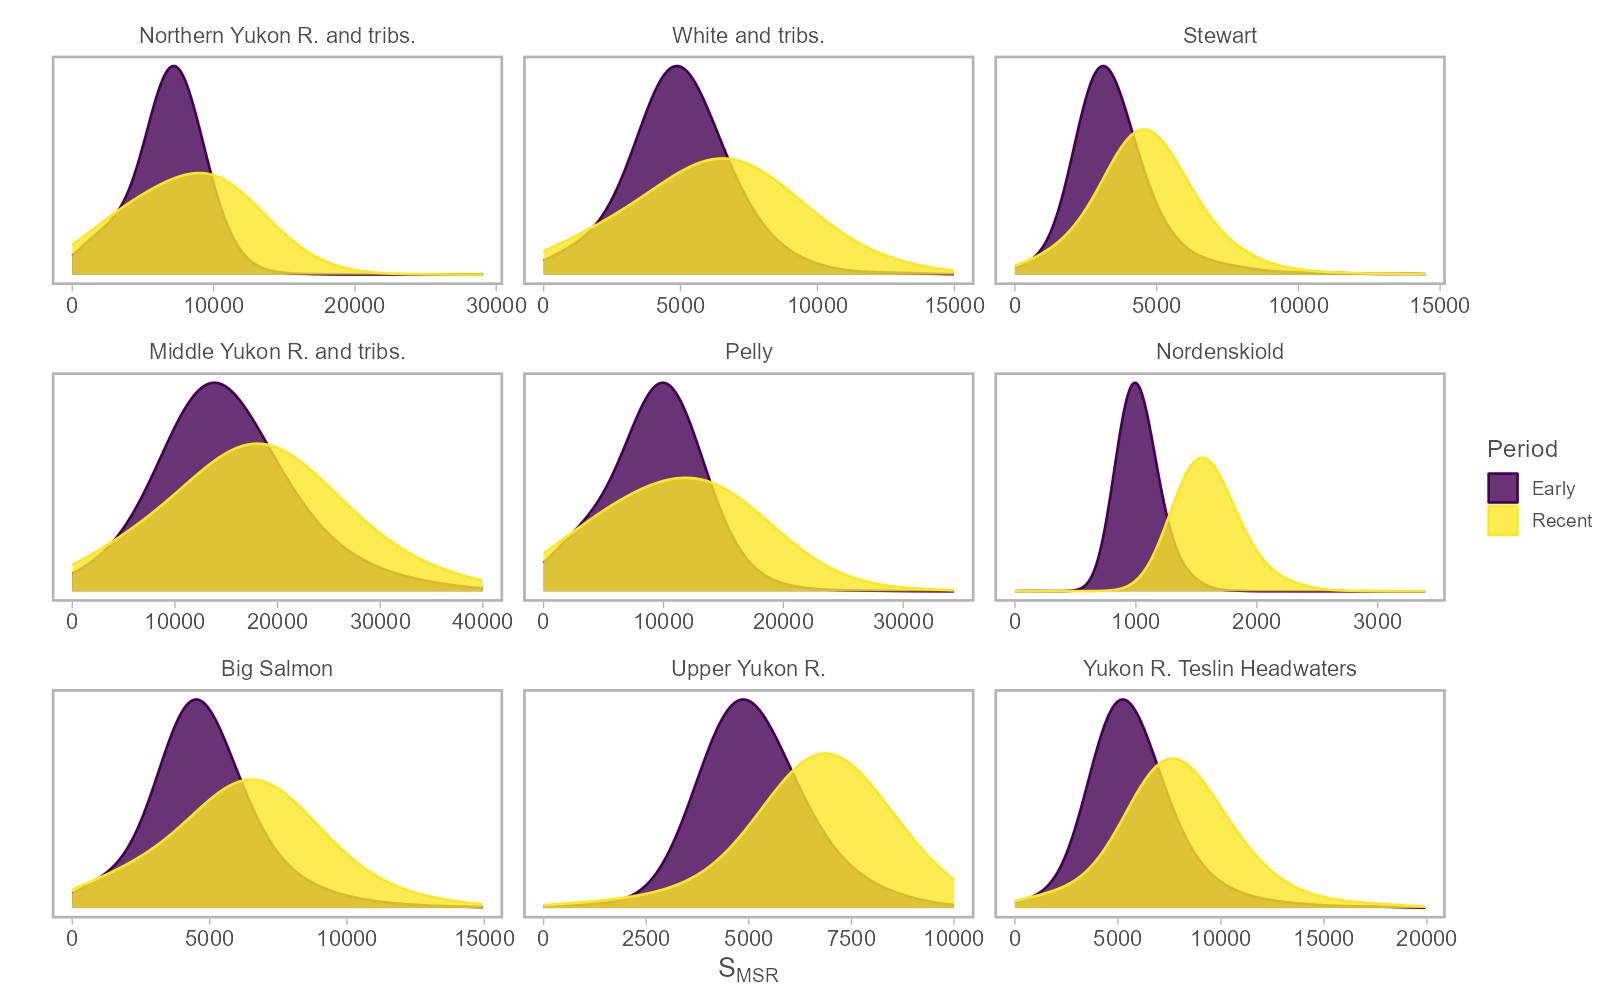 Northern Yukon R. and tribs.
White and tribs.
Stewart
0 10000 20000 30000
0 5000 10000 15000
0 5000 10000 15000
Middle Yukon R. and tribs.
Pelly
Nordenskiold
0 10000 20000 30000 40000
0 10000 20000 30000
0 1000 2000 3000
Period
Early
Recent
Big Salmon
Upper Yukon R.
Yukon R. Teslin Headwaters
0 5000 10000 15000
0 2500 5000 7500 10000
0 5000 10000 15000 20000
SMSR